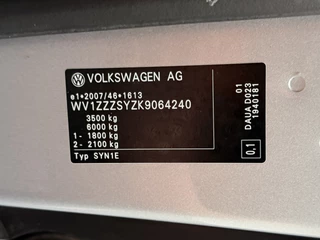 VOLKSWAGEN AG
e1*2007/46*1613
WV1ZZZSYZK9064240
3500 kg
6000 kg
1- 1800 kg
2- 2100 kg
Typ SYN1E
01
DAUA D023
1940181
0,1